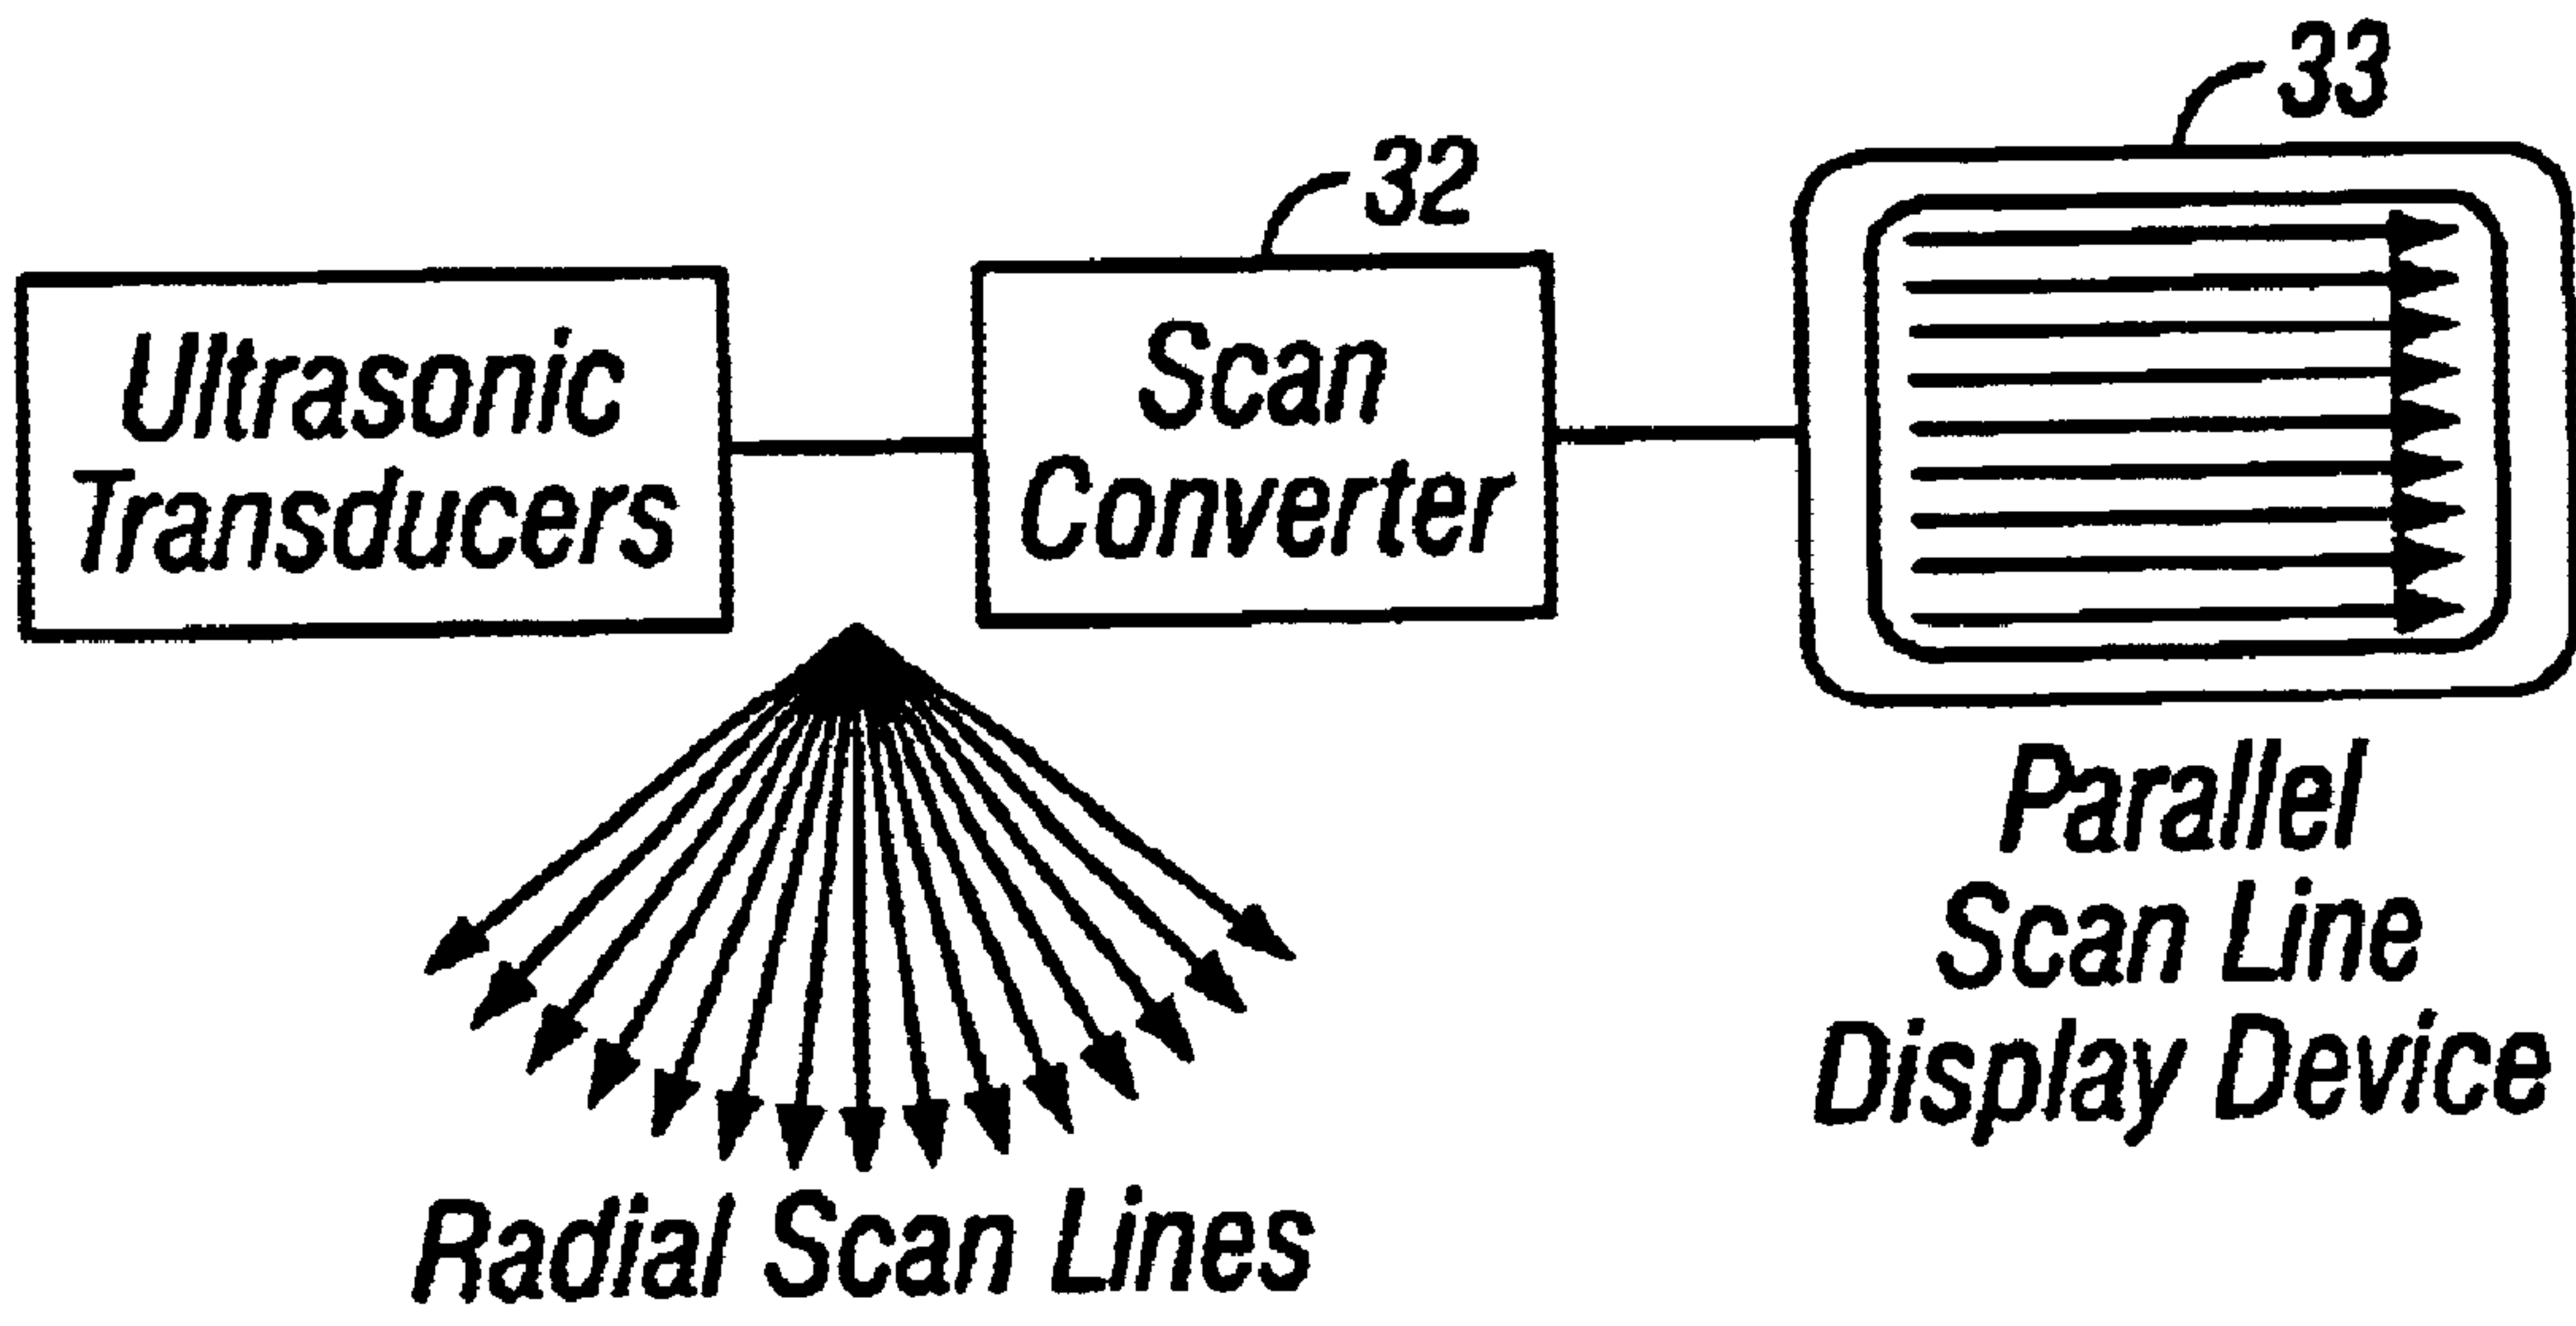 33
32
Ultrasonic
Transducers
Scan
Converter
Parallel
Scan Line
Display Device
Radial Scan Lines